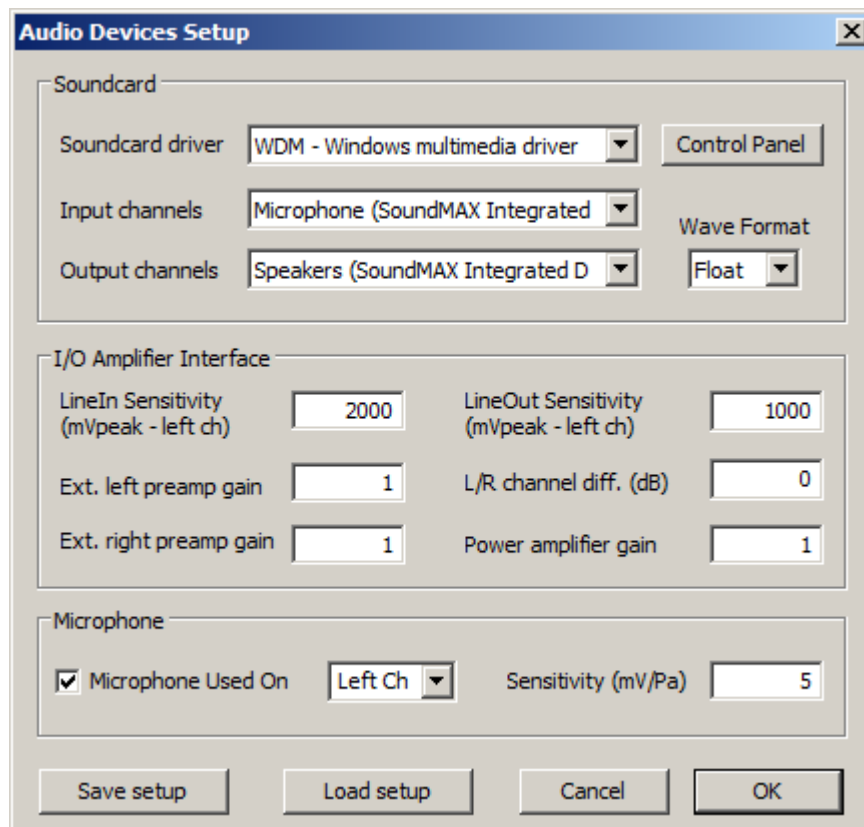 Audio Devices Setup
Soundcard
Soundcard driver
WDM - Windows multimedia driver
Control Panel
Input channels
Microphone (SoundMAX Integrated
Wave Format
Output channels
Speakers (SoundMAX Integrated D
Float
I/O Amplifier Interface
LineIn Sensitivity
(mVpeak - left ch)
2000
LineOut Sensitivity
(mVpeak - left ch)
1000
Ext. left preamp gain
1
L/R channel diff. (dB)
0
Ext. right preamp gain
1
Power amplifier gain
1
Microphone
Microphone Used On
Left Ch
Sensitivity (mV/Pa)
5
Save setup
Load setup
Cancel
OK